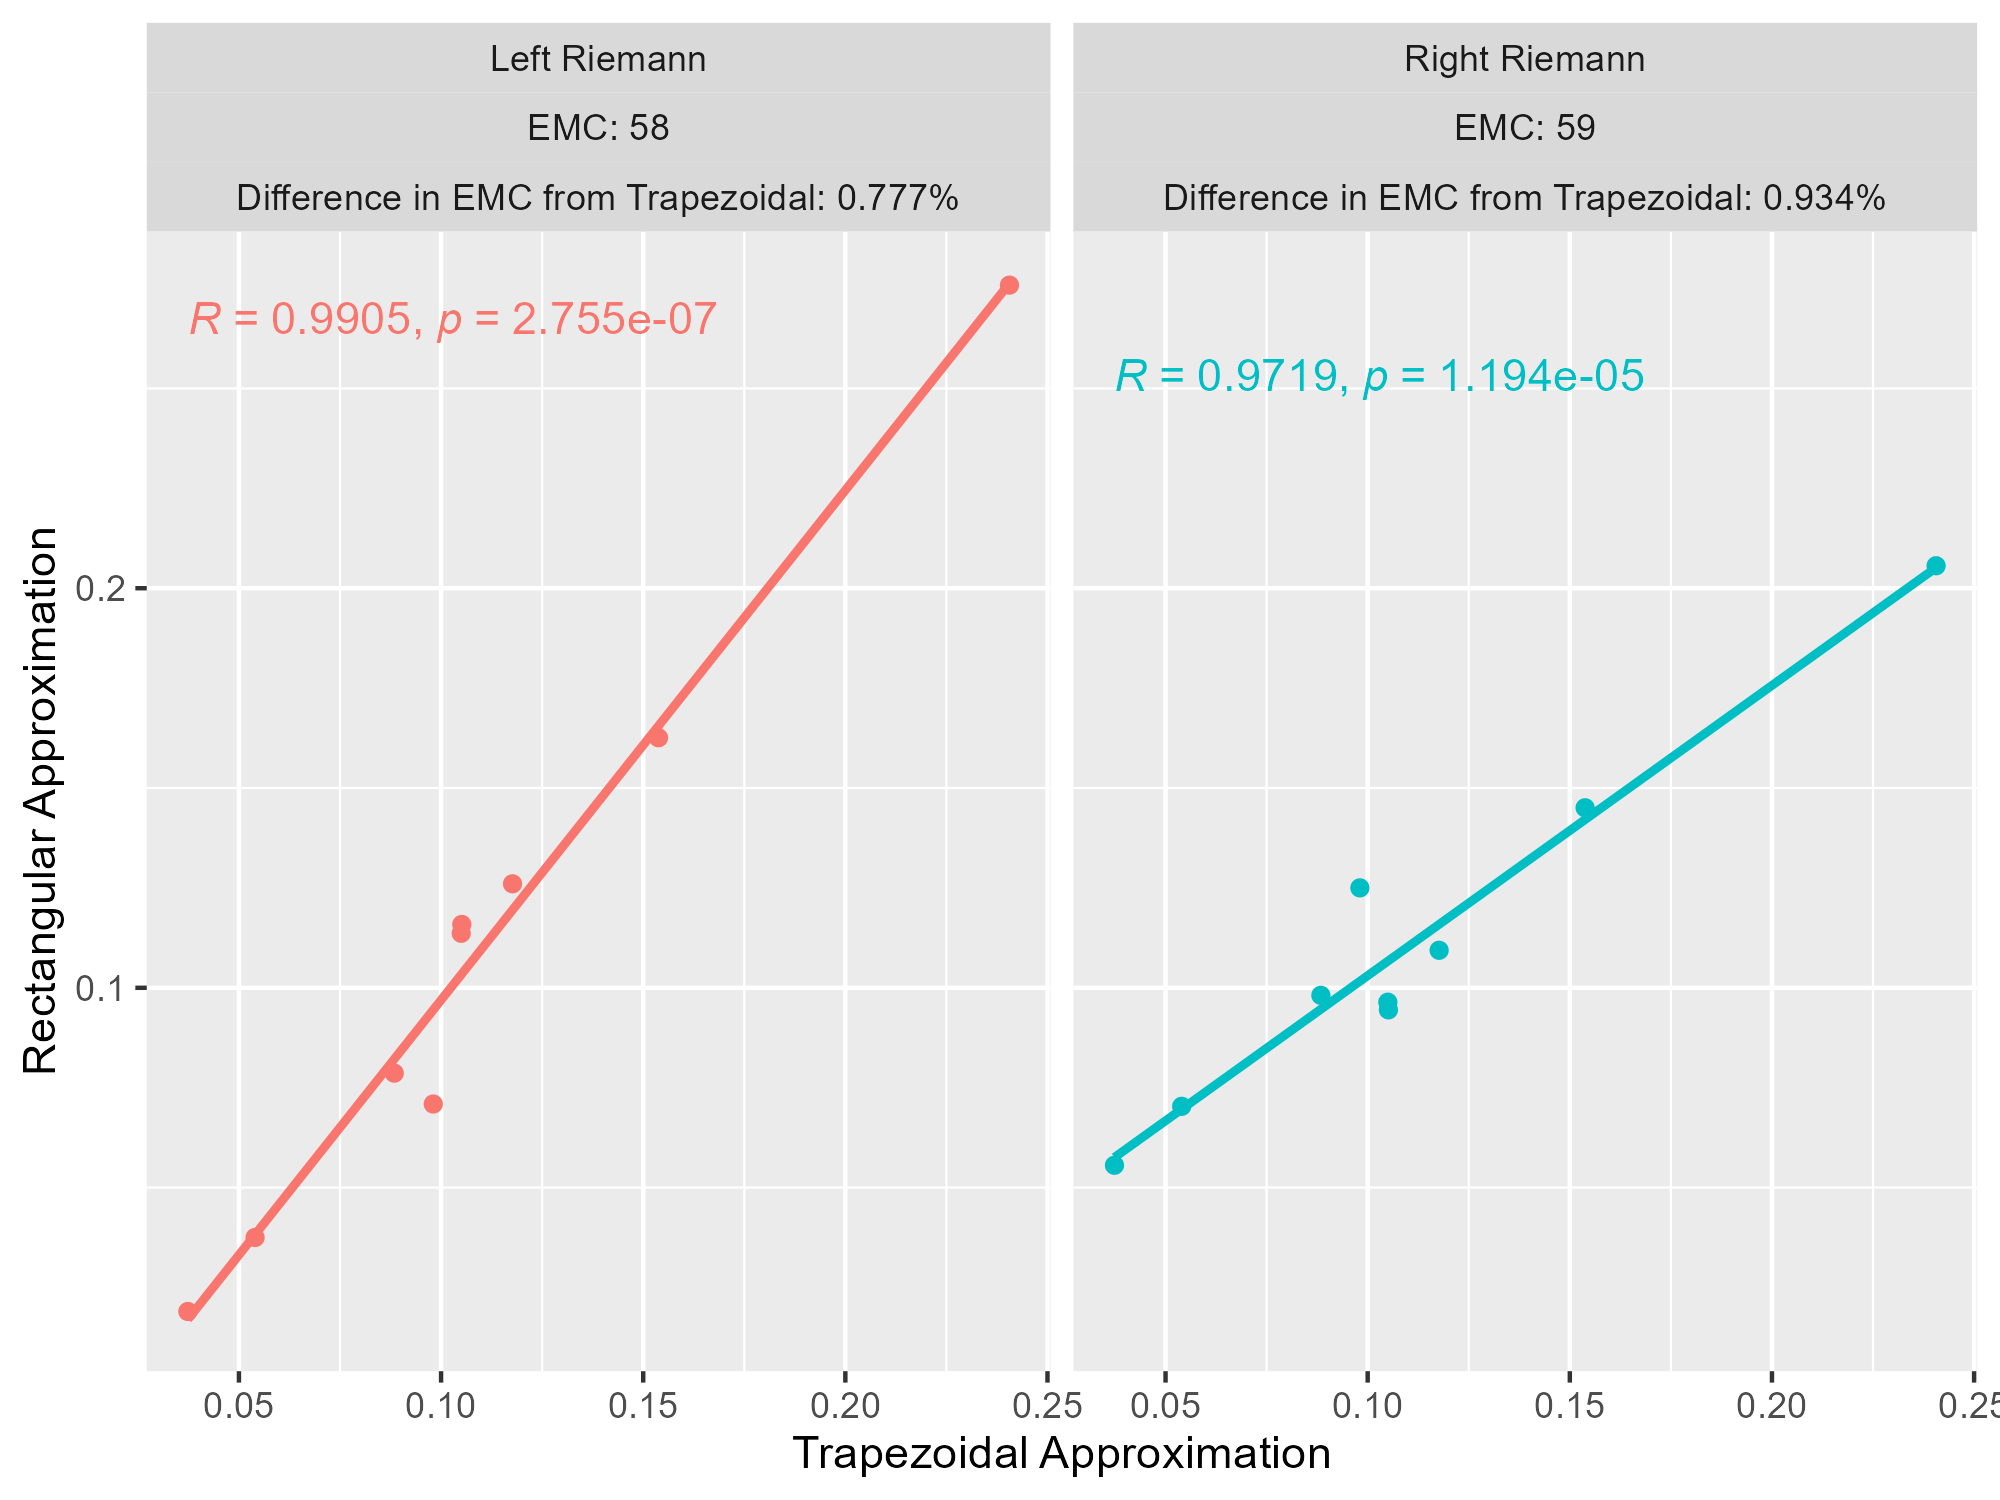 Left Riemann
EMC: 58
Difference in EMC from Trapezoidal: 0.777%
Right Riemann
EMC: 59
Difference in EMC from Trapezoidal: 0.934%
R = 0.9905, p = 2.755e-07
R = 0.9719, p = 1.194e-05
Rectangular Approximation
0.2
0.1
0.05 0.10 0.15 0.20 0.25
0.05 0.10 0.15 0.20 0.25
Trapezoidal Approximation